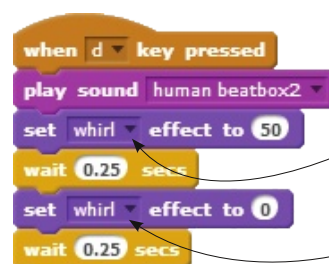 when d key pressed
play sound human beatbox2
set whirl effect to 50
wait 0.25 secs
set whirl effect to 0
wait 0.25 secs